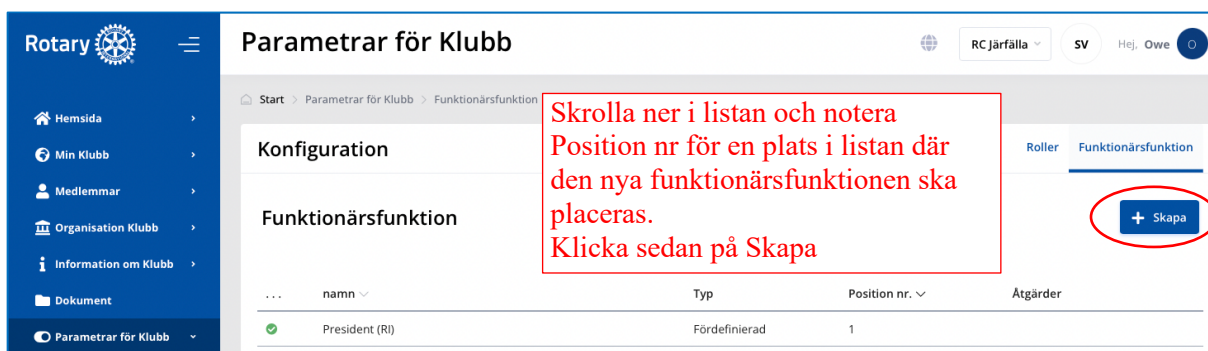 Rotary
Parametrar för Klubb
RC Järfälla
SV
Hej, Owe
O
Start > Parametrar för Klubb > Funktionärsfunktion
Hemsida
Min Klubb
Medlemmar
Organisation Klubb
Information om Klubb
Dokument
Parametrar för Klubb
Konfiguration
Roller
Funktionärsfunktion
Skrolla ner i listan och notera
Position nr för en plats i listan där
den nya funktionärsfunktionen ska
placeras.
Klicka sedan på Skapa
Funktionärsfunktion
+ Skapa
... namn Typ Position nr. Åtgärder
President (RI) Fördefinierad 1